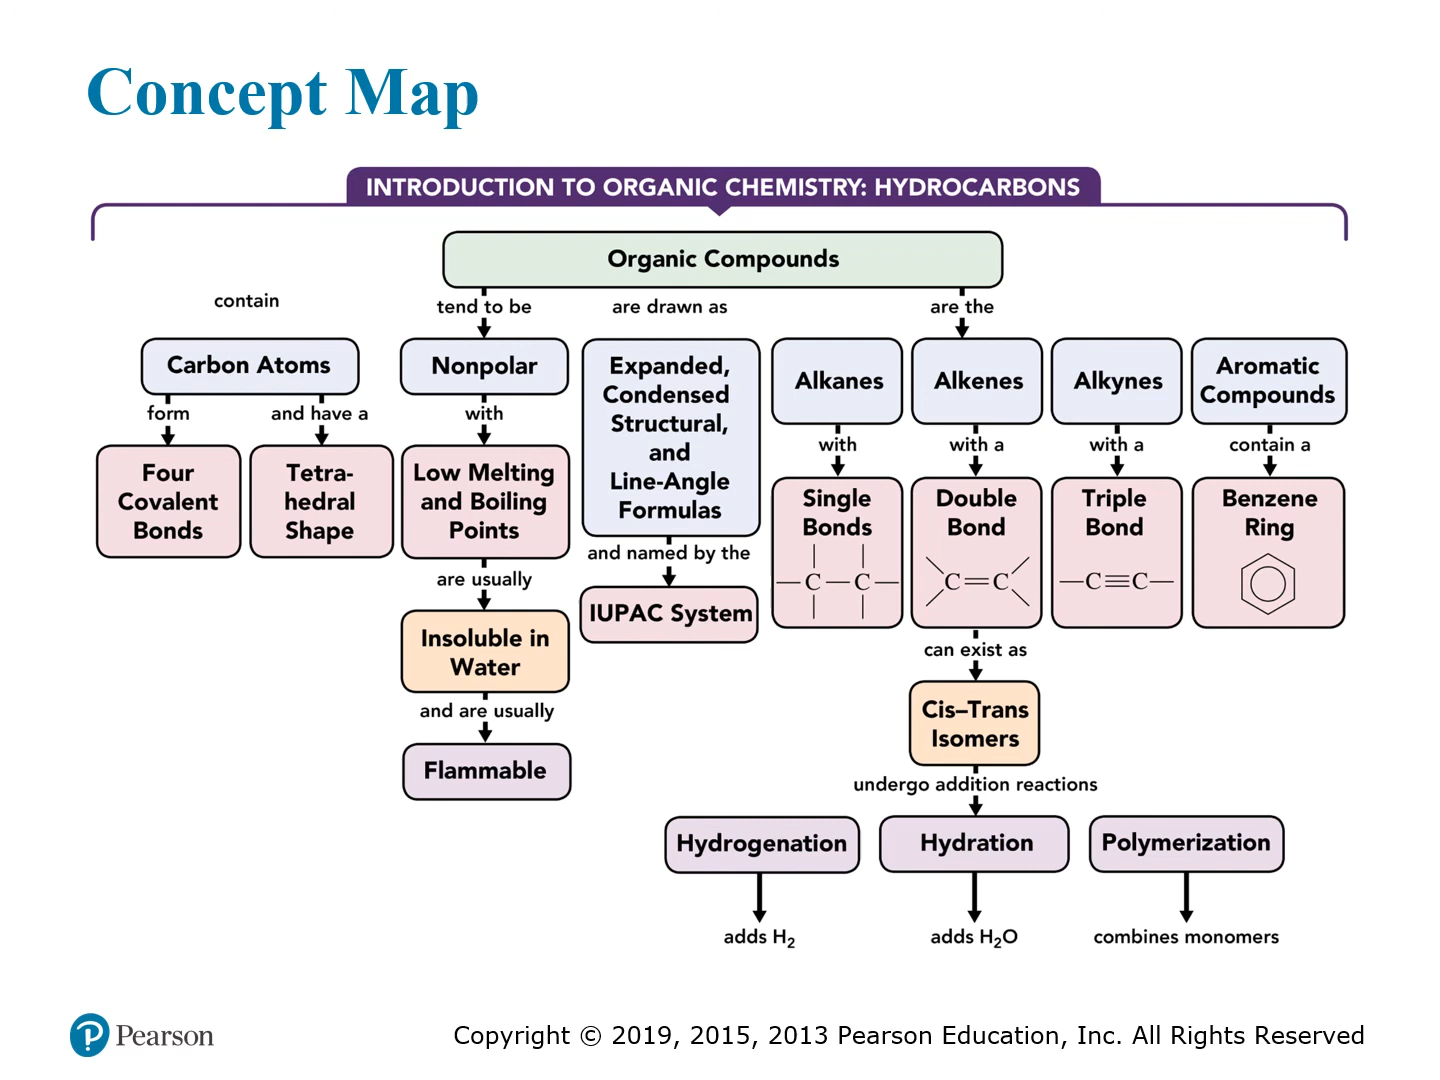 Concept Map
INTRODUCTION TO ORGANIC CHEMISTRY: HYDROCARBONS
Organic Compounds
contain
tend to be
are drawn as
are the
Carbon Atoms
form
and have a
Four
Covalent
Bonds
Tetra-
hedral
Shape
Nonpolar
with
Low Melting
and Boiling
Points
are usually
Insoluble in
Water
and are usually
Flammable
Expanded,
Condensed
Structural,
and
Line-Angle
Formulas
and named by the
IUPAC System
Alkanes
with
Single
Bonds
C C
Alkenes
with a
Double
Bond
C=C
can exist as
Cis–Trans
Isomers
undergo addition reactions
Alkynes
with a
Triple
Bond
—C≡C—
Aromatic
Compounds
contain a
Benzene
Ring
Hydrogenation
adds H₂
Hydration
adds H₂O
Polymerization
combines monomers
P Pearson
Copyright © 2019, 2015, 2013 Pearson Education, Inc. All Rights Reserved